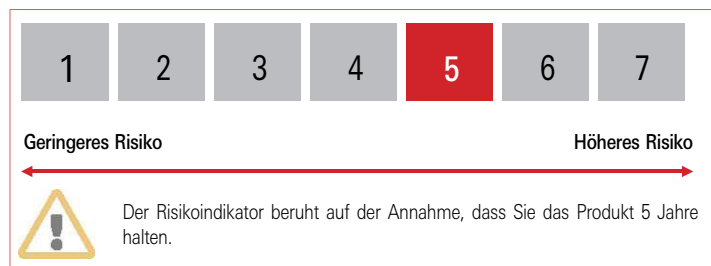 1 2 3 4 5 6 7
Geringeres Risiko Höheres Risiko
Der Risikoindikator beruht auf der Annahme, dass Sie das Produkt 5 Jahre
halten.